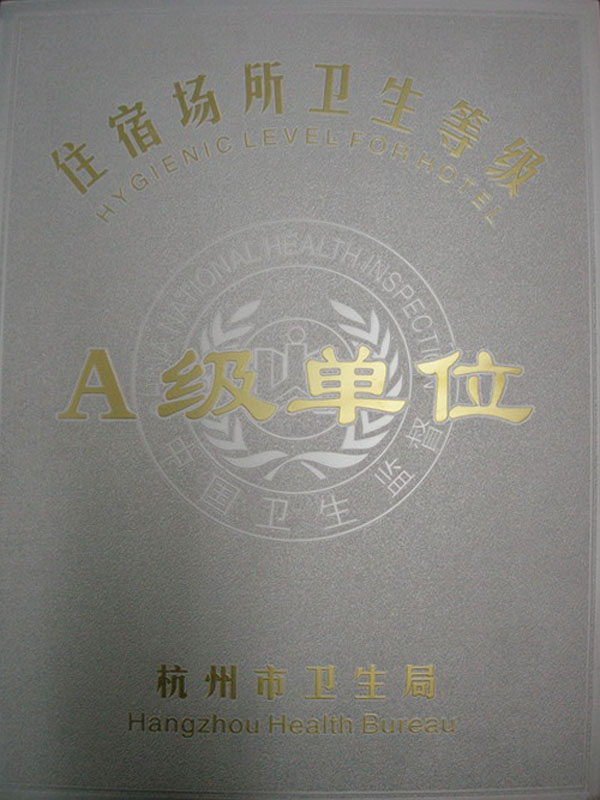 住宿场所卫生等级
HYGIENIC LEVEL FOR HOTEL
CHINA NATIONAL HEALTH INSPECTION
A级单位
中国卫生监督
杭州市卫生局
Hangzhou Health Bureau